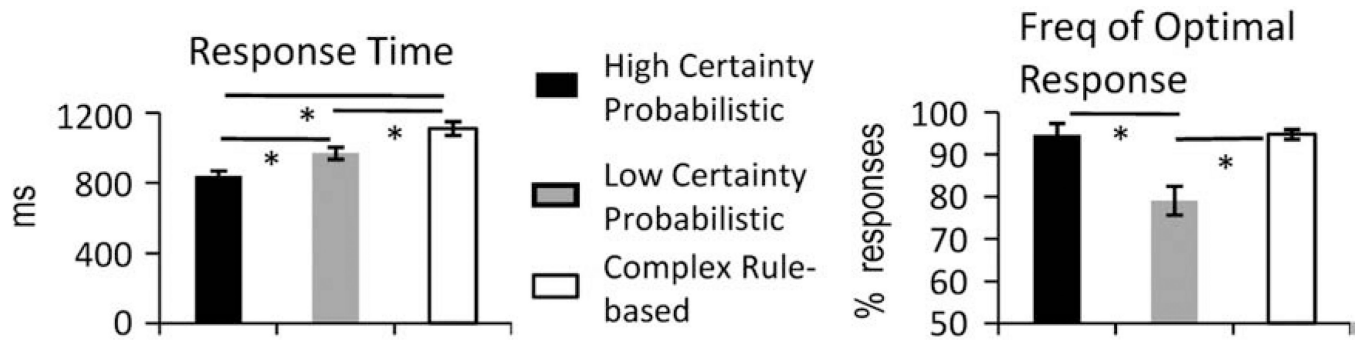 Response Time
ms
1200
800
400
0
*
*
*
High Certainty
Probabilistic
Low Certainty
Probabilistic
Complex Rule-
based
Freq of Optimal
Response
% responses
100
90
80
70
60
50
*
*